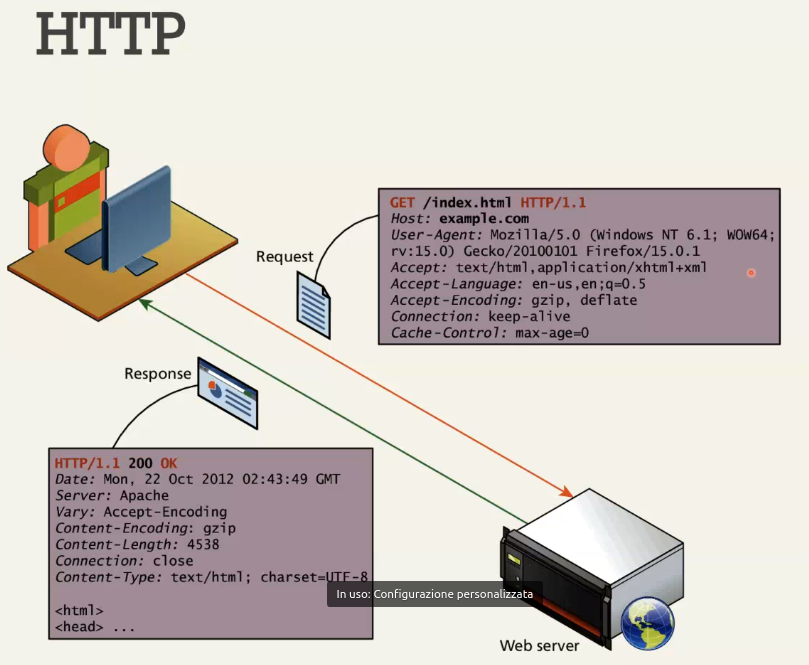 HTTP
GET /index.html HTTP/1.1
Host: example.com
User-Agent: Mozilla/5.0 (Windows NT 6.1; WOW64;
rv:15.0) Gecko/20100101 Firefox/15.0.1
Accept: text/html,application/xhtml+xml
Accept-Language: en-us,en;q=0.5
Accept-Encoding: gzip, deflate
Connection: keep-alive
Cache-Control: max-age=0
Request
Response
HTTP/1.1 200 OK
Date: Mon, 22 Oct 2012 02:43:49 GMT
Server: Apache
Vary: Accept-Encoding
Content-Encoding: gzip
Content-Length: 4538
Connection: close
Content-Type: text/html; charset=UTF-8
<html>
<head> ...
In uso: Configurazione personalizzata
Web server